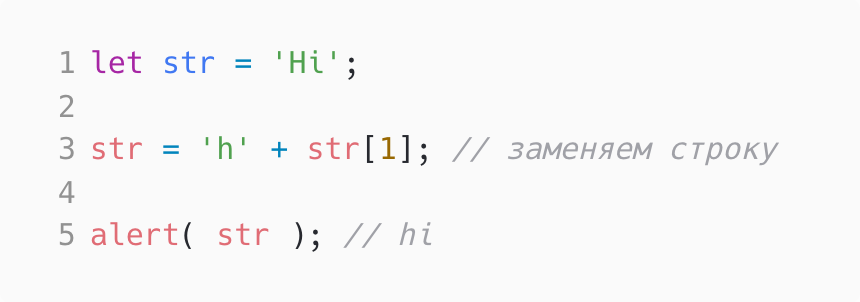 1 let str = 'Hi';
2
3 str = 'h' + str[1]; // заменяем строку
4
5 alert( str ); // hi